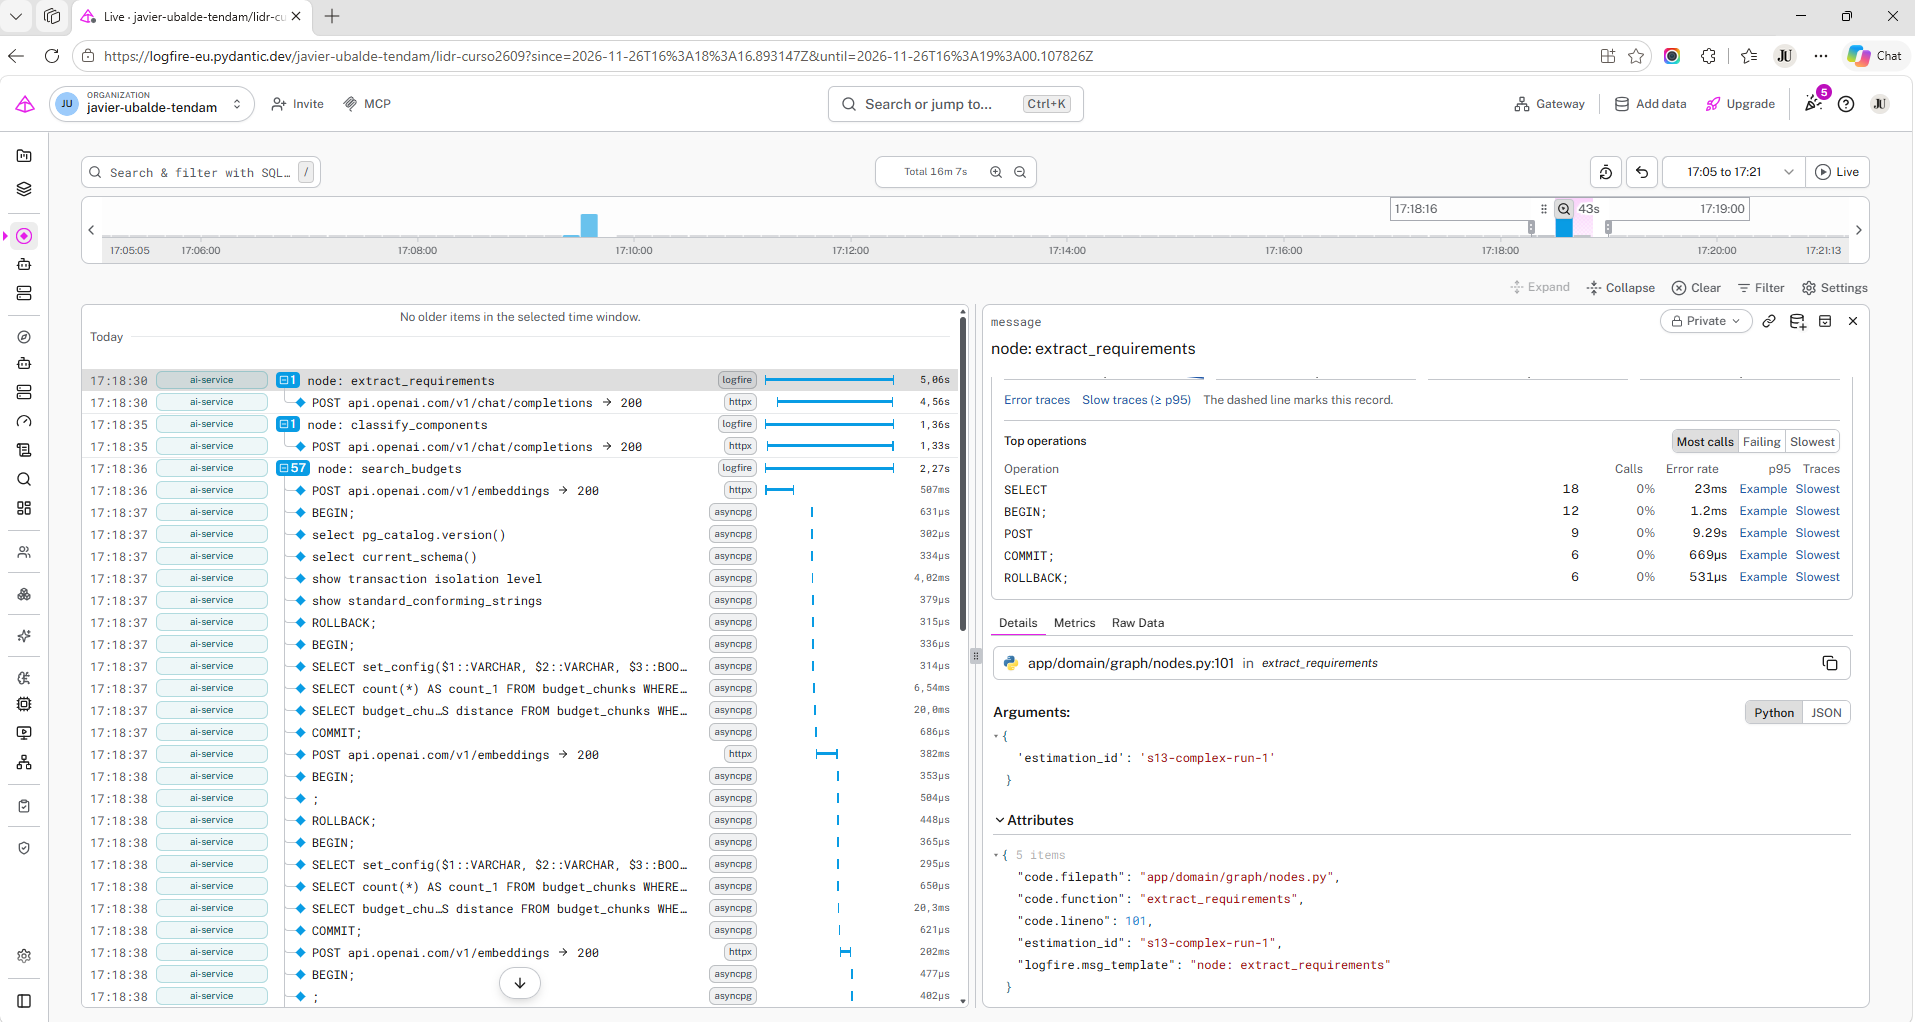 Live · javier-ubalde-tendam/lidr-cu
https://logfire-eu.pydantic.dev/javier-ubalde-tendam/lidr-curso2609?since=2026-11-26T16%3A18%3A16.893147Z&until=2026-11-26T16%3A19%3A00.107826Z
JU
Chat
JU
ORGANIZATION
javier-ubalde-tendam
Invite
MCP
Search or jump to...
Ctrl+K
Gateway
Add data
Upgrade
5
JU
Search & filter with SQL…
/
Total 16m 7s
17:05 to 17:21
Live
17:18:16
43s
17:19:00
17:05:05
17:06:00
17:08:00
17:10:00
17:12:00
17:14:00
17:16:00
17:18:00
17:20:00
17:21:13
Expand
Collapse
Clear
Filter
Settings
No older items in the selected time window.
Today
17:18:30 ai-service 1 node: extract_requirements logfire 5,06s
17:18:30 ai-service POST api.openai.com/v1/chat/completions → 200 httpx 4,56s
17:18:35 ai-service 1 node: classify_components logfire 1,36s
17:18:35 ai-service POST api.openai.com/v1/chat/completions → 200 httpx 1,33s
17:18:36 ai-service 57 node: search_budgets logfire 2,27s
17:18:36 ai-service POST api.openai.com/v1/embeddings → 200 httpx 507ms
17:18:37 ai-service BEGIN; asyncpg 631µs
17:18:37 ai-service select pg_catalog.version() asyncpg 302µs
17:18:37 ai-service select current_schema() asyncpg 334µs
17:18:37 ai-service show transaction isolation level asyncpg 4,02ms
17:18:37 ai-service show standard_conforming_strings asyncpg 379µs
17:18:37 ai-service ROLLBACK; asyncpg 315µs
17:18:37 ai-service BEGIN; asyncpg 336µs
17:18:37 ai-service SELECT set_config($1::VARCHAR, $2::VARCHAR, $3::BOO… asyncpg 314µs
17:18:37 ai-service SELECT count(*) AS count_1 FROM budget_chunks WHERE… asyncpg 6,54ms
17:18:37 ai-service SELECT budget_chu…S distance FROM budget_chunks WHE… asyncpg 20,0ms
17:18:37 ai-service COMMIT; asyncpg 686µs
17:18:37 ai-service POST api.openai.com/v1/embeddings → 200 httpx 382ms
17:18:38 ai-service BEGIN; asyncpg 353µs
17:18:38 ai-service ; asyncpg 504µs
17:18:38 ai-service ROLLBACK; asyncpg 448µs
17:18:38 ai-service BEGIN; asyncpg 365µs
17:18:38 ai-service SELECT set_config($1::VARCHAR, $2::VARCHAR, $3::BOO… asyncpg 295µs
17:18:38 ai-service SELECT count(*) AS count_1 FROM budget_chunks WHERE… asyncpg 650µs
17:18:38 ai-service SELECT budget_chu…S distance FROM budget_chunks WHE… asyncpg 20,3ms
17:18:38 ai-service COMMIT; asyncpg 621µs
17:18:38 ai-service POST api.openai.com/v1/embeddings → 200 httpx 202ms
17:18:38 ai-service BEGIN; asyncpg 477µs
17:18:38 ai-service ; asyncpg 402µs
message
Private
node: extract_requirements
Error traces Slow traces (≥ p95) The dashed line marks this record.
Top operations
Most calls Failing Slowest
Operation Calls Error rate p95 Traces
SELECT 18 0% 23ms Example Slowest
BEGIN; 12 0% 1.2ms Example Slowest
POST 9 0% 9.29s Example Slowest
COMMIT; 6 0% 669µs Example Slowest
ROLLBACK; 6 0% 531µs Example Slowest
Details Metrics Raw Data
app/domain/graph/nodes.py:101 in extract_requirements
Arguments:
Python JSON
{
'estimation_id': 's13-complex-run-1'
}
Attributes
{ 5 items
"code.filepath": "app/domain/graph/nodes.py",
"code.function": "extract_requirements",
"code.lineno": 101,
"estimation_id": "s13-complex-run-1",
"logfire.msg_template": "node: extract_requirements"
}